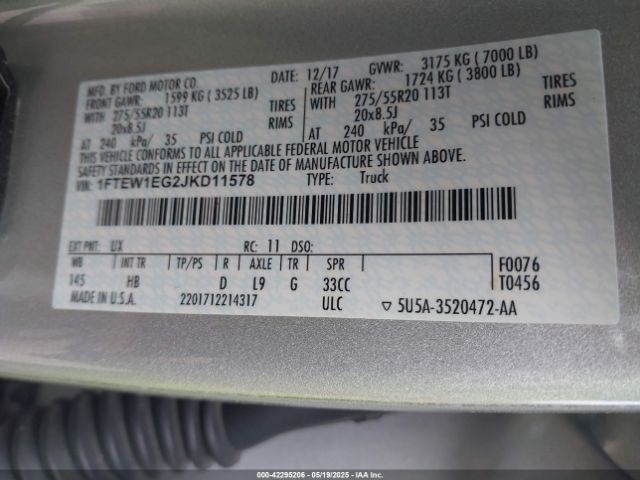 MFD. BY FORD MOTOR CO. DATE: 12/17 GVWR: 3175 KG ( 7000 LB)
FRONT GAWR: 1599 KG ( 3525 LB) REAR GAWR: 1724 KG ( 3800 LB)
WITH 275/55R20 113T TIRES WITH 275/55R20 113T TIRES
20x8.5J RIMS 20x8.5J RIMS
AT 240 kPa/ 35 PSI COLD AT 240 kPa/ 35 PSI COLD
THIS VEHICLE CONFORMS TO ALL APPLICABLE FEDERAL MOTOR VEHICLE
SAFETY STANDARDS IN EFFECT ON THE DATE OF MANUFACTURE SHOWN ABOVE.
VIN: 1FTEW1EG2JKD11578 TYPE: Truck
EXT PNT: UX RC: 11 DSO:
WB INT TR TP/PS R AXLE TR SPR F0076
145 HB D L9 G 33CC T0456
MADE IN U.S.A. 2201712214317 ULC ▽ 5U5A-3520472-AA
000-42295206 - 05/19/2025 - IAAI.COM